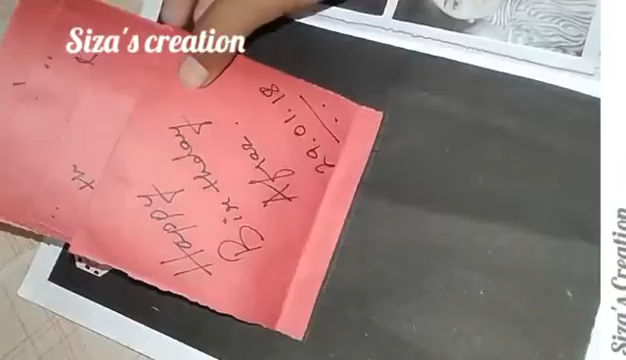 Siza's creation
Happy
Birthday
Afree.
29.01.18
Siza's Creation